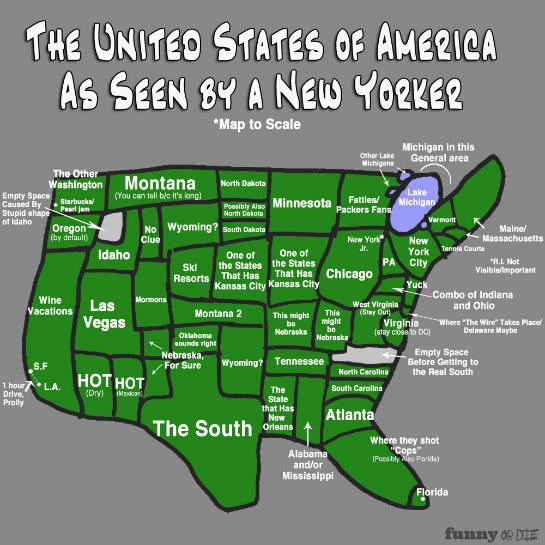 THE UNITED STATES OF AMERICA
AS SEEN BY A NEW YORKER
*Map to Scale
Michigan in this
General area
Other Lake
Michigans
Lake
Michigan
The Other
Washington
Starbucks/
Pearl jam
Empty Space
Caused By
Stupid shape
of Idaho
Oregon
(by default)
Montana
(You can tell b/c it's long)
North Dakota
Possibly Also
North Dakota
South Dakota
Minnesota
Fatties/
Packers Fans
Vermont
Maine/
Massachusetts
Tennis Courts
*R.I. Not
Visible/Important
Idaho
No
Clue
Wyoming?
New York
Jr.
PA
New
York
City
Yuck
Combo of Indiana
and Ohio
Wine
Vacations
Las
Vegas
Mormons
Ski
Resorts
One of
the States
That Has
Kansas City
One of
the States
That Has
Kansas City
Chicago
West Virginia
(Stay Out)
Virginia
(stay close to DC)
Where "The Wire" Takes Place/
Delaware Maybe
Montana 2
This might
be
Nebraska
This
might
be
Nebraska
Oklahoma
sounds right
Nebraska,
For Sure
Wyoming?
Tennessee
Empty Space
Before Getting to
the Real South
North Carolina
South Carolina
S.F
L.A.
1 hour
Drive,
Prolly
HOT
(Dry)
HOT
(Mexican)
The South
The
State
that Has
New
Orleans
Atlanta
Alabama
and/or
Mississippi
Where they shot
"Cops"
(Possibly Also Florida)
Florida
funny OR DIE